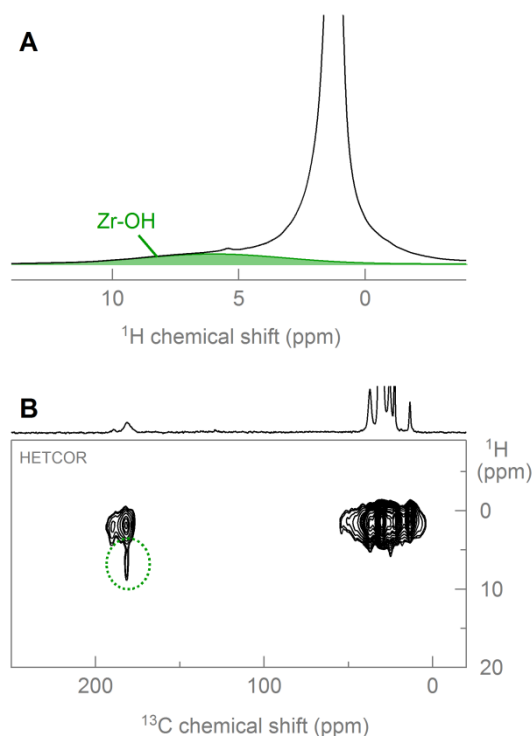 A
Zr-OH
10 5 0
¹H chemical shift (ppm)
B
HETCOR
¹H
(ppm)
0
10
20
200 100 0
¹³C chemical shift (ppm)